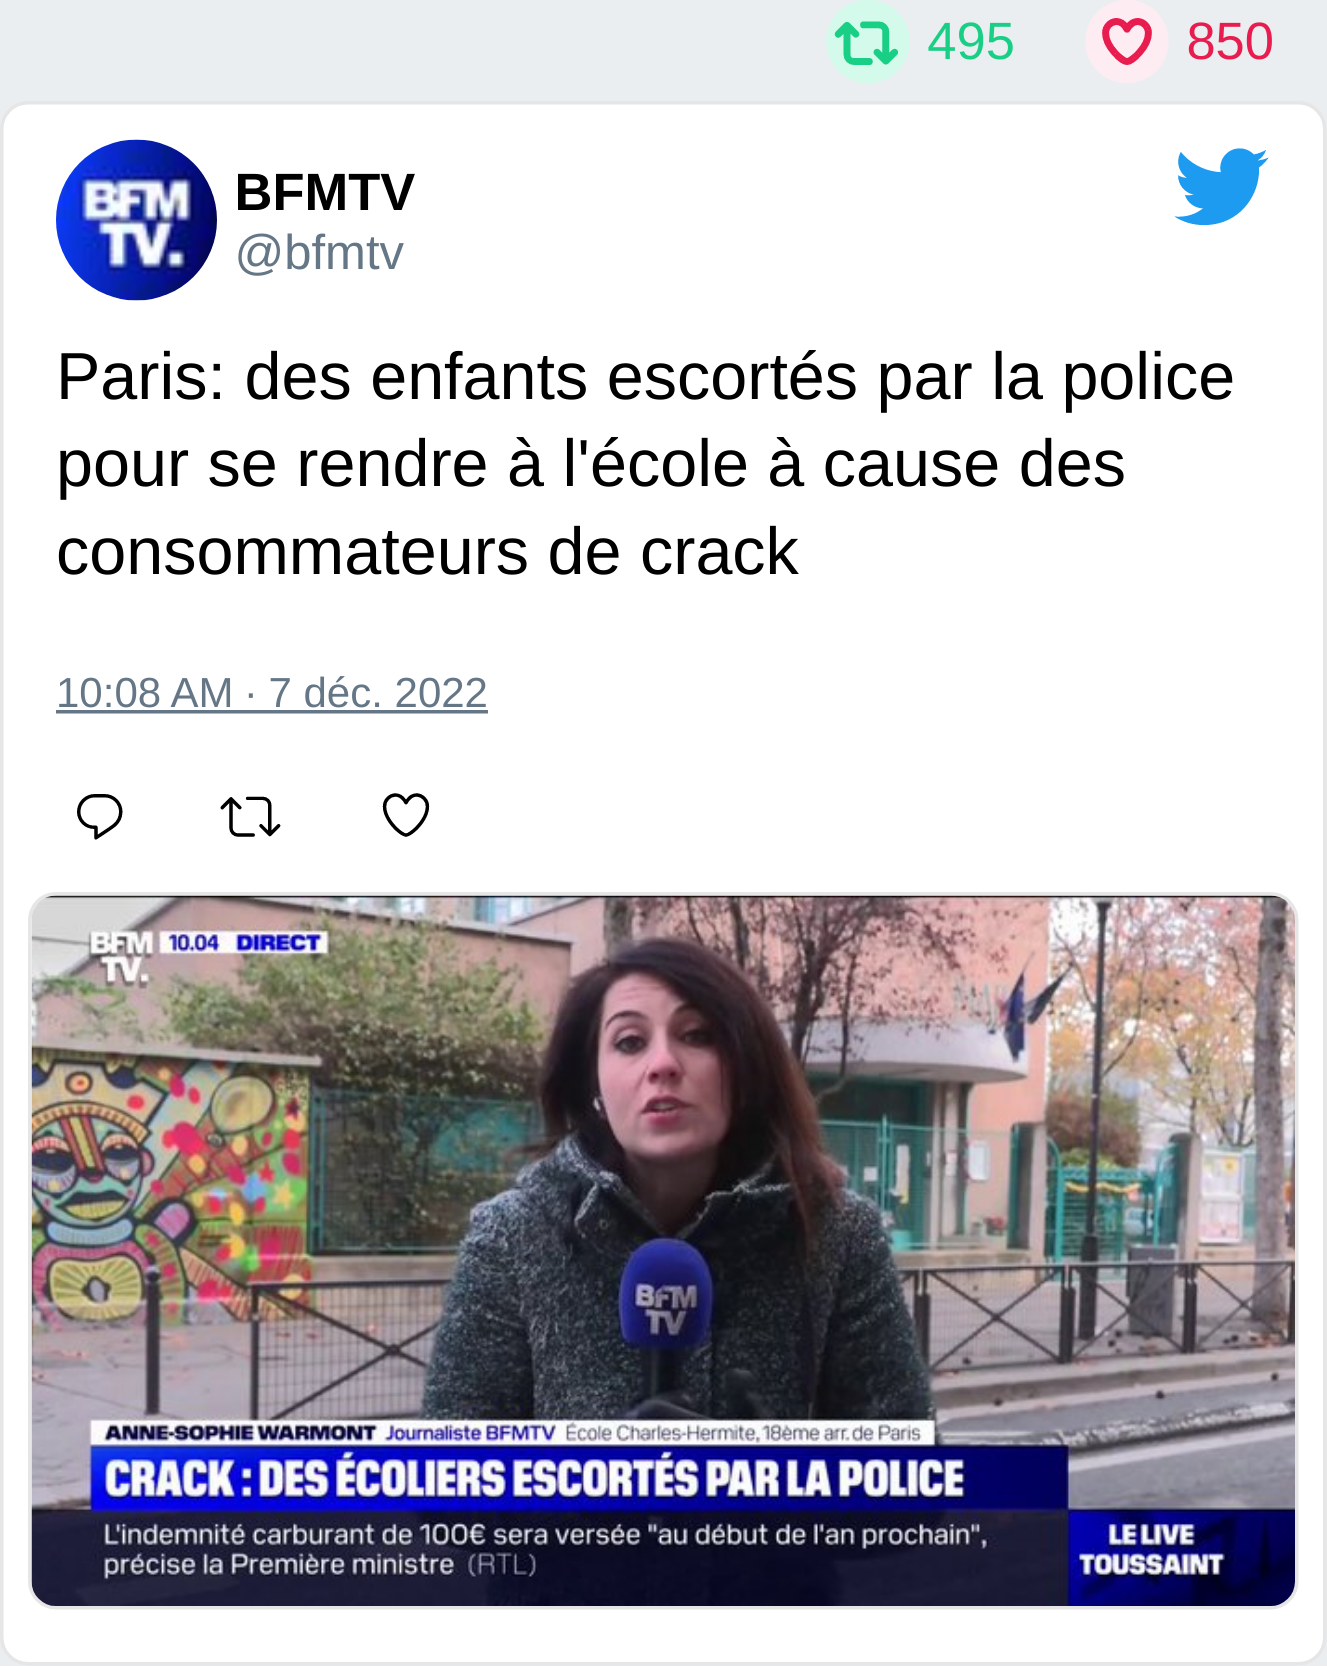 495 850
BFMTV
@bfmtv
Paris: des enfants escortés par la police
pour se rendre à l'école à cause des
consommateurs de crack
10:08 AM · 7 déc. 2022
BFM
TV.
BFM 10.04 DIRECT
TV.
BFM
TV
ANNE-SOPHIE WARMONT Journaliste BFMTV École Charles-Hermite, 18ème arr. de Paris
CRACK : DES ÉCOLIERS ESCORTÉS PAR LA POLICE
L'indemnité carburant de 100€ sera versée "au début de l'an prochain",
précise la Première ministre (RTL)
LE LIVE
TOUSSAINT